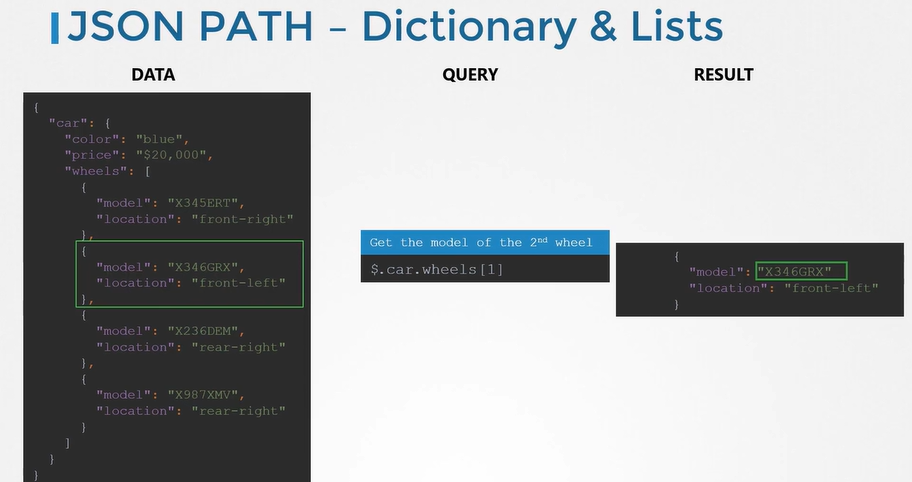 JSON PATH – Dictionary & Lists
DATA
{
"car": {
"color": "blue",
"price": "$20,000",
"wheels": [
{
"model": "X345ERT",
"location": "front-right"
},
{
"model": "X346GRX",
"location": "front-left"
},
{
"model": "X236DEM",
"location": "rear-right"
},
{
"model": "X987XMV",
"location": "rear-right"
}
]
}
}
QUERY
Get the model of the 2nd wheel
$.car.wheels[1]
RESULT
{
"model": "X346GRX"
"location": "front-left"
}